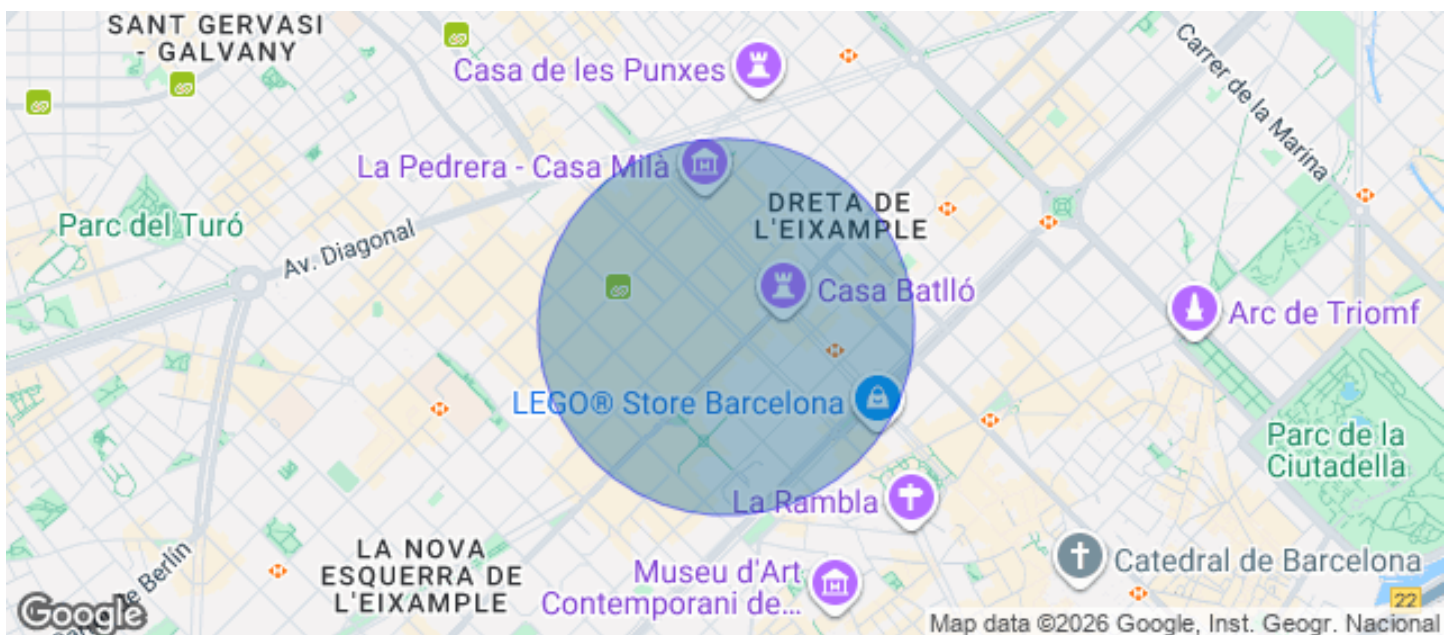 SANT GERVASI
- GALVANY
Casa de les Punxes
Carrer de la Marina
La Pedrera - Casa Milà
DRETA DE
L'EIXAMPLE
Parc del Turó
Av. Diagonal
Casa Batlló
Arc de Triomf
LEGO® Store Barcelona
Parc de la
Ciutadella
La Rambla
LA NOVA
ESQUERRA DE
L'EIXAMPLE
Museu d'Art
Contemporani de...
Catedral de Barcelona
de Berlín
22
Google
Map data ©2026 Google, Inst. Geogr. Nacional